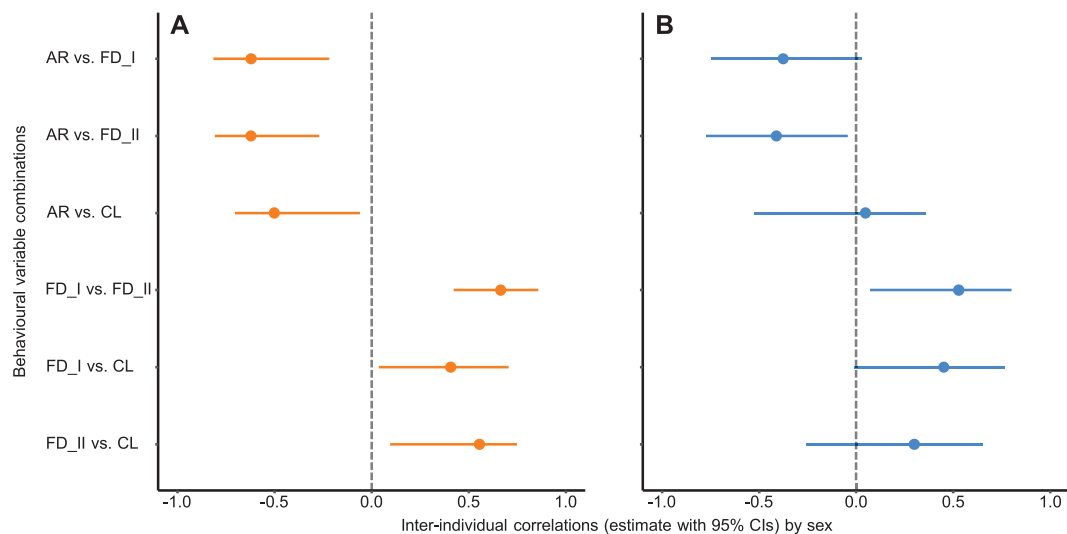 A
B
AR vs. FD_I
AR vs. FD_II
AR vs. CL
FD_I vs. FD_II
FD_I vs. CL
FD_II vs. CL
Behavioural variable combinations
-1.0 -0.5 0.0 0.5 1.0
-1.0 -0.5 0.0 0.5 1.0
Inter-individual correlations (estimate with 95% CIs) by sex